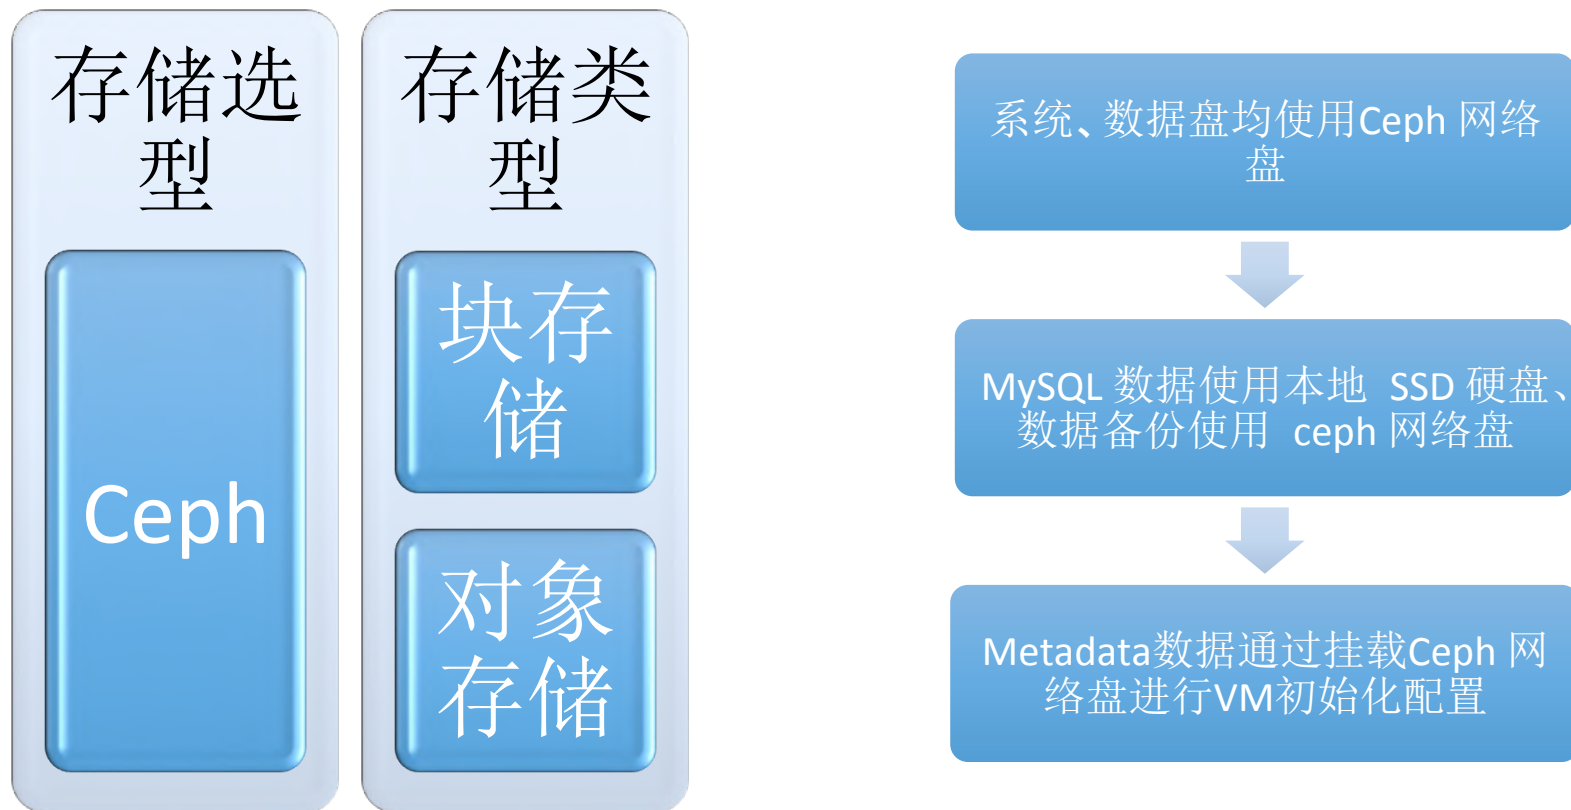 存储选
型
Ceph
存储类
型
块存
储
对象
存储
系统、数据盘均使用Ceph 网络
盘
MySQL 数据使用本地 SSD 硬盘、
数据备份使用 ceph 网络盘
Metadata数据通过挂载Ceph 网
络盘进行VM初始化配置